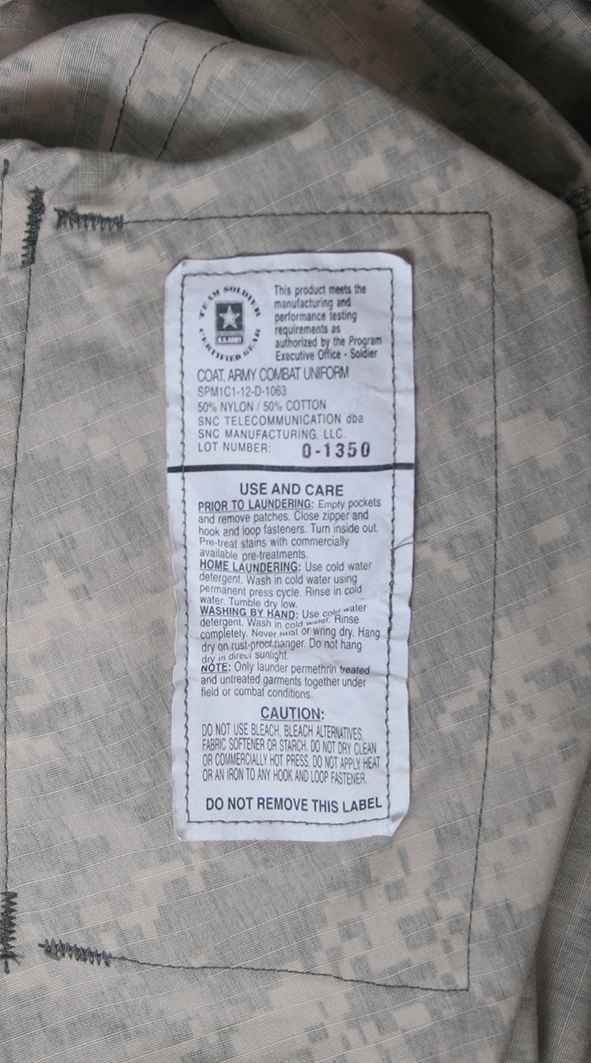 TEAM SOLDIER
CERTIFIED GEAR
U.S. ARMY
This product meets the
manufacturing and
performance testing
requirements as
authorized by the Program
Executive Office - Soldier
COAT, ARMY COMBAT UNIFORM
SPM1C1-12-D-1063
50% NYLON / 50% COTTON
SNC TELECOMMUNICATION dba
SNC MANUFACTURING, LLC.
LOT NUMBER: 0-1350
USE AND CARE
PRIOR TO LAUNDERING: Empty pockets
and remove patches. Close zipper and
hook and loop fasteners. Turn inside out.
Pre-treat stains with commercially
available pre-treatments.
HOME LAUNDERING: Use cold water
detergent. Wash in cold water using
permanent press cycle. Rinse in cold
water. Tumble dry low.
WASHING BY HAND: Use cold water
detergent. Wash in cold water. Rinse
completely. Never twist or wring dry. Hang
dry on rust-proof hanger. Do not hang
dry in direct sunlight.
NOTE: Only launder permethrin treated
and untreated garments together under
field or combat conditions.
CAUTION:
DO NOT USE BLEACH, BLEACH ALTERNATIVES,
FABRIC SOFTENER OR STARCH. DO NOT DRY CLEAN
OR COMMERCIALLY HOT PRESS. DO NOT APPLY HEAT
OR AN IRON TO ANY HOOK AND LOOP FASTENER.
DO NOT REMOVE THIS LABEL